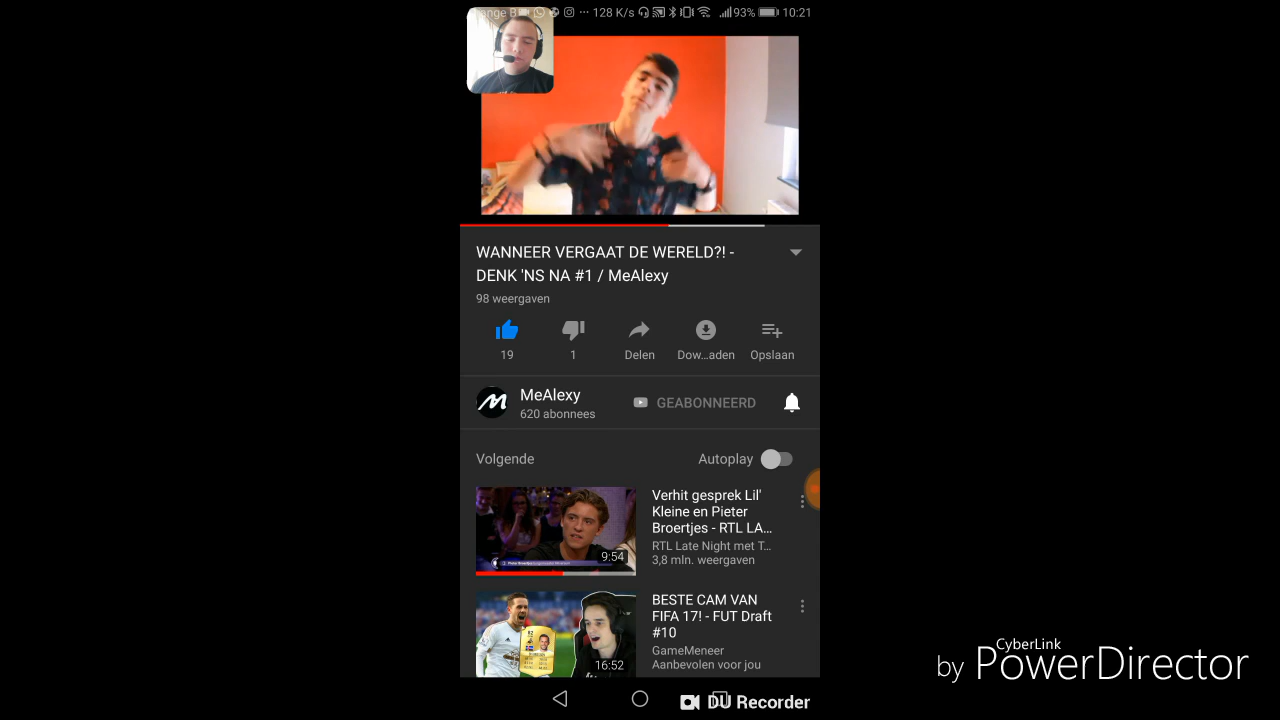 ange B ... 128 K/s 93% 10:21
WANNEER VERGAAT DE WERELD?! -
DENK 'NS NA #1 / MeAlexy
98 weergaven
19 1 Delen Dow...aden Opslaan
MeAlexy
620 abonnees
GEABONNEERD
Volgende Autoplay
Verhit gesprek Lil'
Kleine en Pieter
Broertjes - RTL LA...
RTL Late Night met T...
3,8 mln. weergaven
9:54
BESTE CAM VAN
FIFA 17! - FUT Draft
#10
GameMeneer
Aanbevolen voor jou
16:52
DU Recorder
CyberLink
by PowerDirector